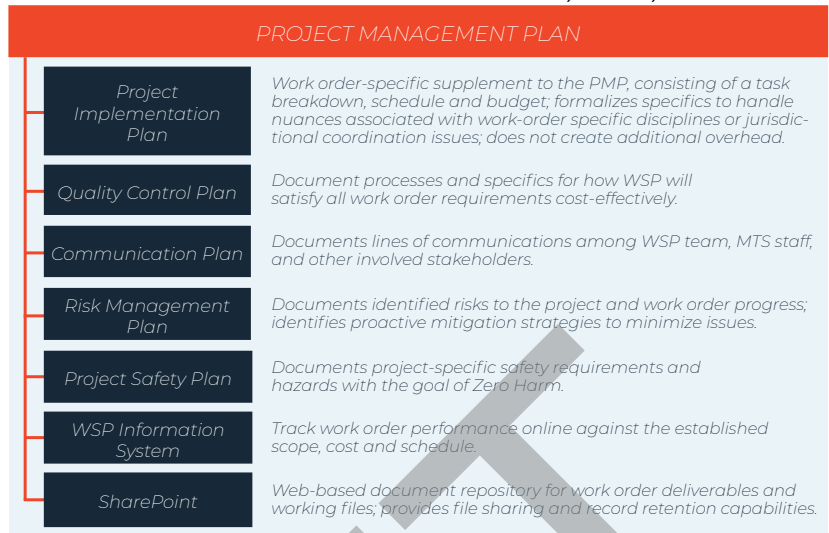 PROJECT MANAGEMENT PLAN
Project
Implementation
Plan
Work order-specific supplement to the PMP, consisting of a task
breakdown, schedule and budget; formalizes specifics to handle
nuances associated with work-order specific disciplines or jurisdic-
tional coordination issues; does not create additional overhead.
Quality Control Plan
Document processes and specifics for how WSP will
satisfy all work order requirements cost-effectively.
Communication Plan
Documents lines of communications among WSP team, MTS staff,
and other involved stakeholders.
Risk Management
Plan
Documents identified risks to the project and work order progress;
identifies proactive mitigation strategies to minimize issues.
Project Safety Plan
Documents project-specific safety requirements and
hazards with the goal of Zero Harm.
WSP Information
System
Track work order performance online against the established
scope, cost and schedule.
SharePoint
Web-based document repository for work order deliverables and
working files; provides file sharing and record retention capabilities.